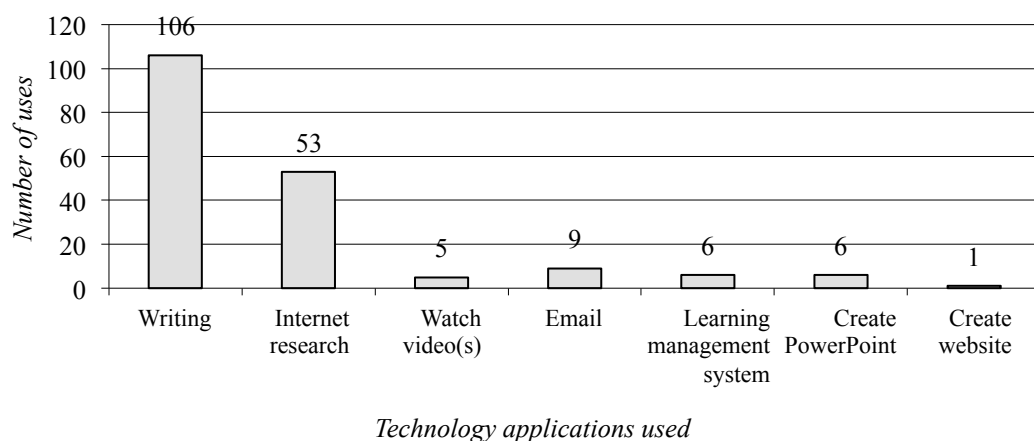 120
106
100
80
60
53
40
20
5
9
6
6
1
0
Number of uses
Writing
Internet
research
Watch
video(s)
Email
Learning
management
system
Create
PowerPoint
Create
website
Technology applications used